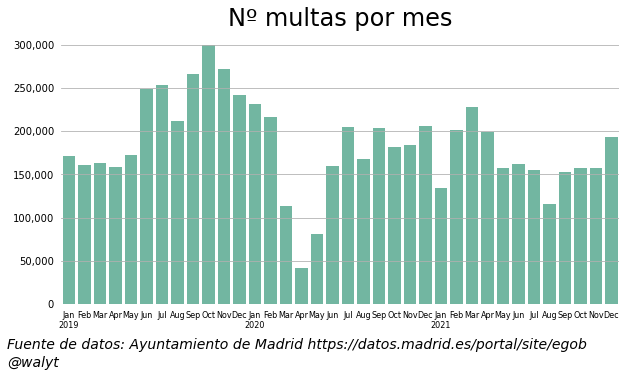 Nº multas por mes
300,000
250,000
200,000
150,000
100,000
50,000
0
Jan Feb Mar Apr May Jun Jul Aug Sep Oct Nov Dec Jan Feb Mar Apr May Jun Jul Aug Sep Oct Nov Dec Jan Feb Mar Apr May Jun Jul Aug Sep Oct Nov Dec
2019 2020 2021
Fuente de datos: Ayuntamiento de Madrid https://datos.madrid.es/portal/site/egob
@walyt